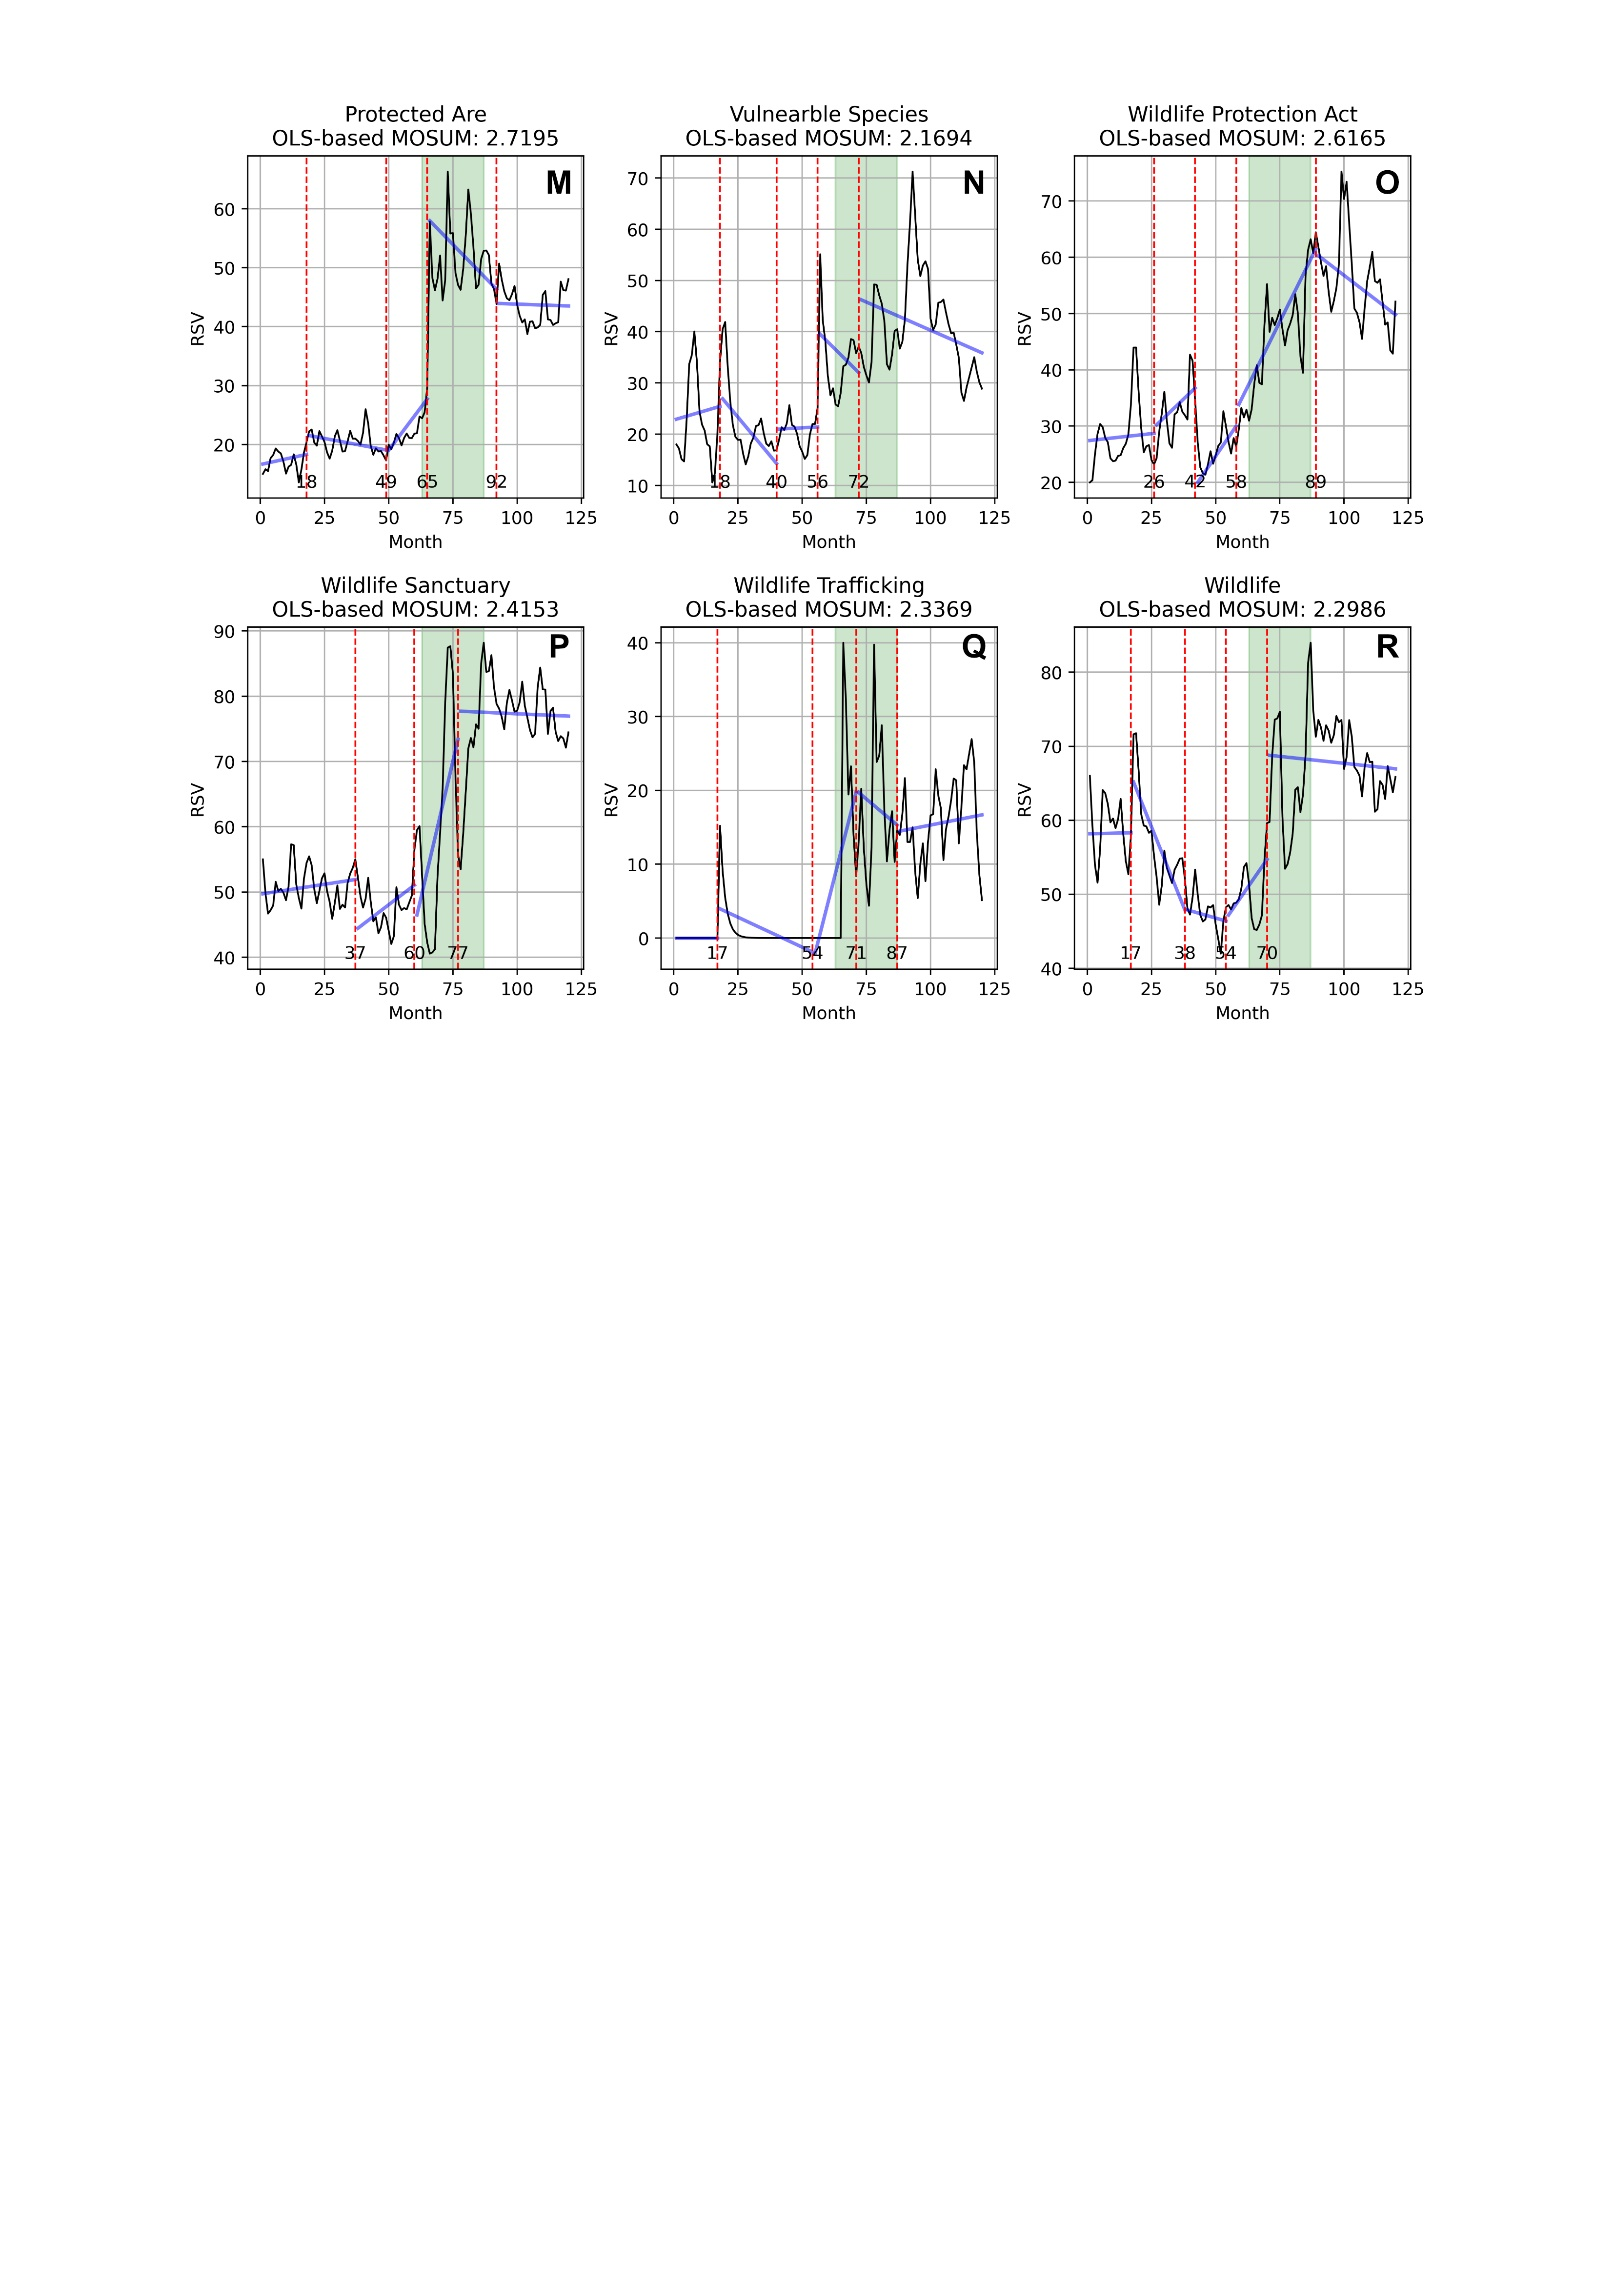 Protected Are
OLS-based MOSUM: 2.7195
M
60
50
40
30
20
RSV
18 49 65 92
0 25 50 75 100 125
Month
Vulnearble Species
OLS-based MOSUM: 2.1694
N
70
60
50
40
30
20
10
RSV
18 40 56 72
0 25 50 75 100 125
Month
Wildlife Protection Act
OLS-based MOSUM: 2.6165
O
70
60
50
40
30
20
RSV
26 42 58 89
0 25 50 75 100 125
Month
Wildlife Sanctuary
OLS-based MOSUM: 2.4153
P
90
80
70
60
50
40
RSV
37 60 77
0 25 50 75 100 125
Month
Wildlife Trafficking
OLS-based MOSUM: 2.3369
Q
40
30
20
10
0
RSV
17 54 71 87
0 25 50 75 100 125
Month
Wildlife
OLS-based MOSUM: 2.2986
R
80
70
60
50
40
RSV
17 38 54 70
0 25 50 75 100 125
Month